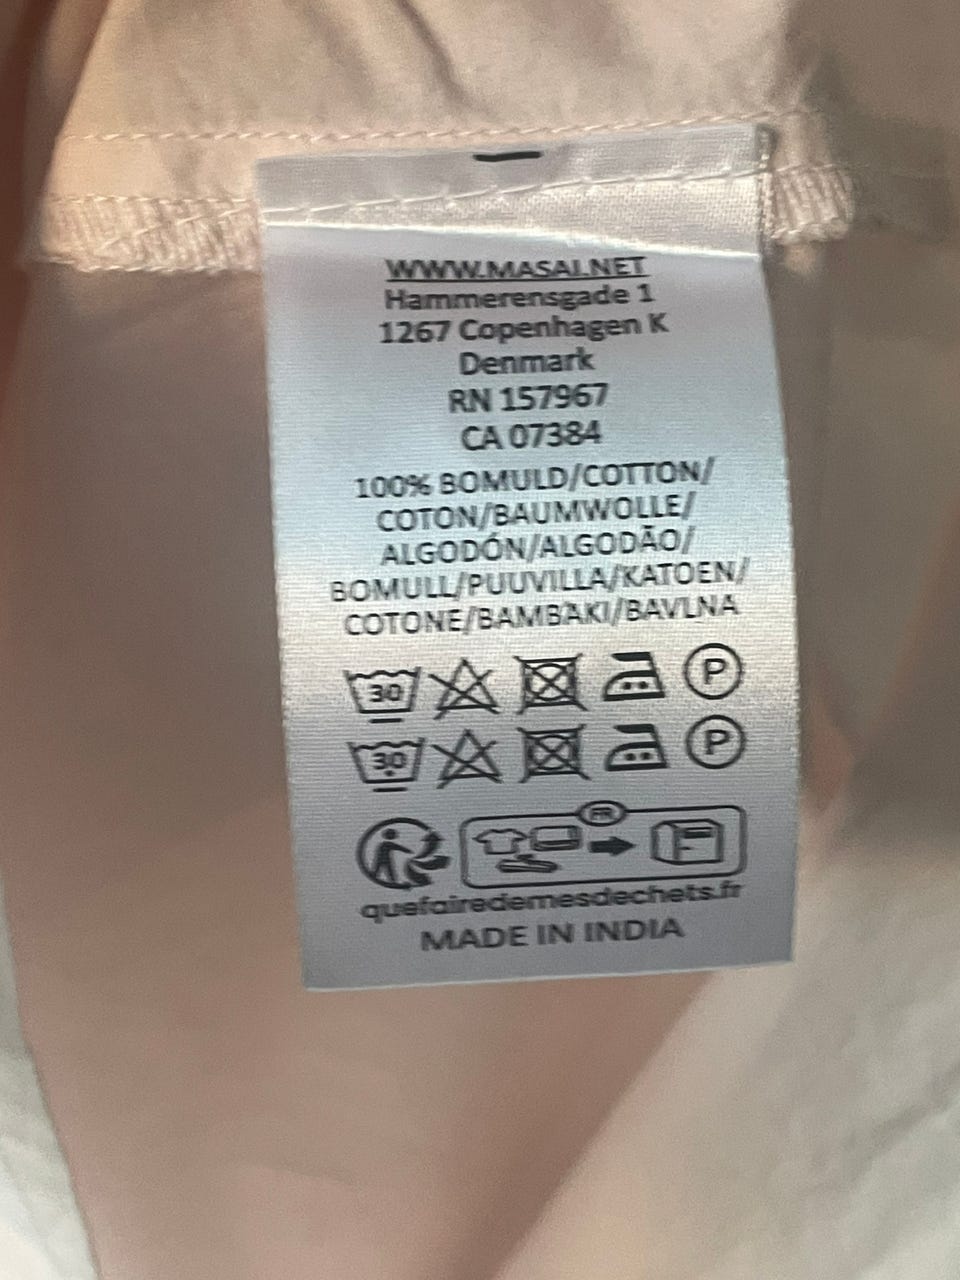 WWW.MASAI.NET
Hammerensgade 1
1267 Copenhagen K
Denmark
RN 157967
CA 07384
100% BOMULD/COTTON/
COTON/BAUMWOLLE/
ALGODÓN/ALGODÃO/
BOMULL/PUUVILLA/KATOEN/
COTONE/BAMBAKI/BAVLNA
30 P
30 P
FR
quefairedemesdechets.fr
MADE IN INDIA